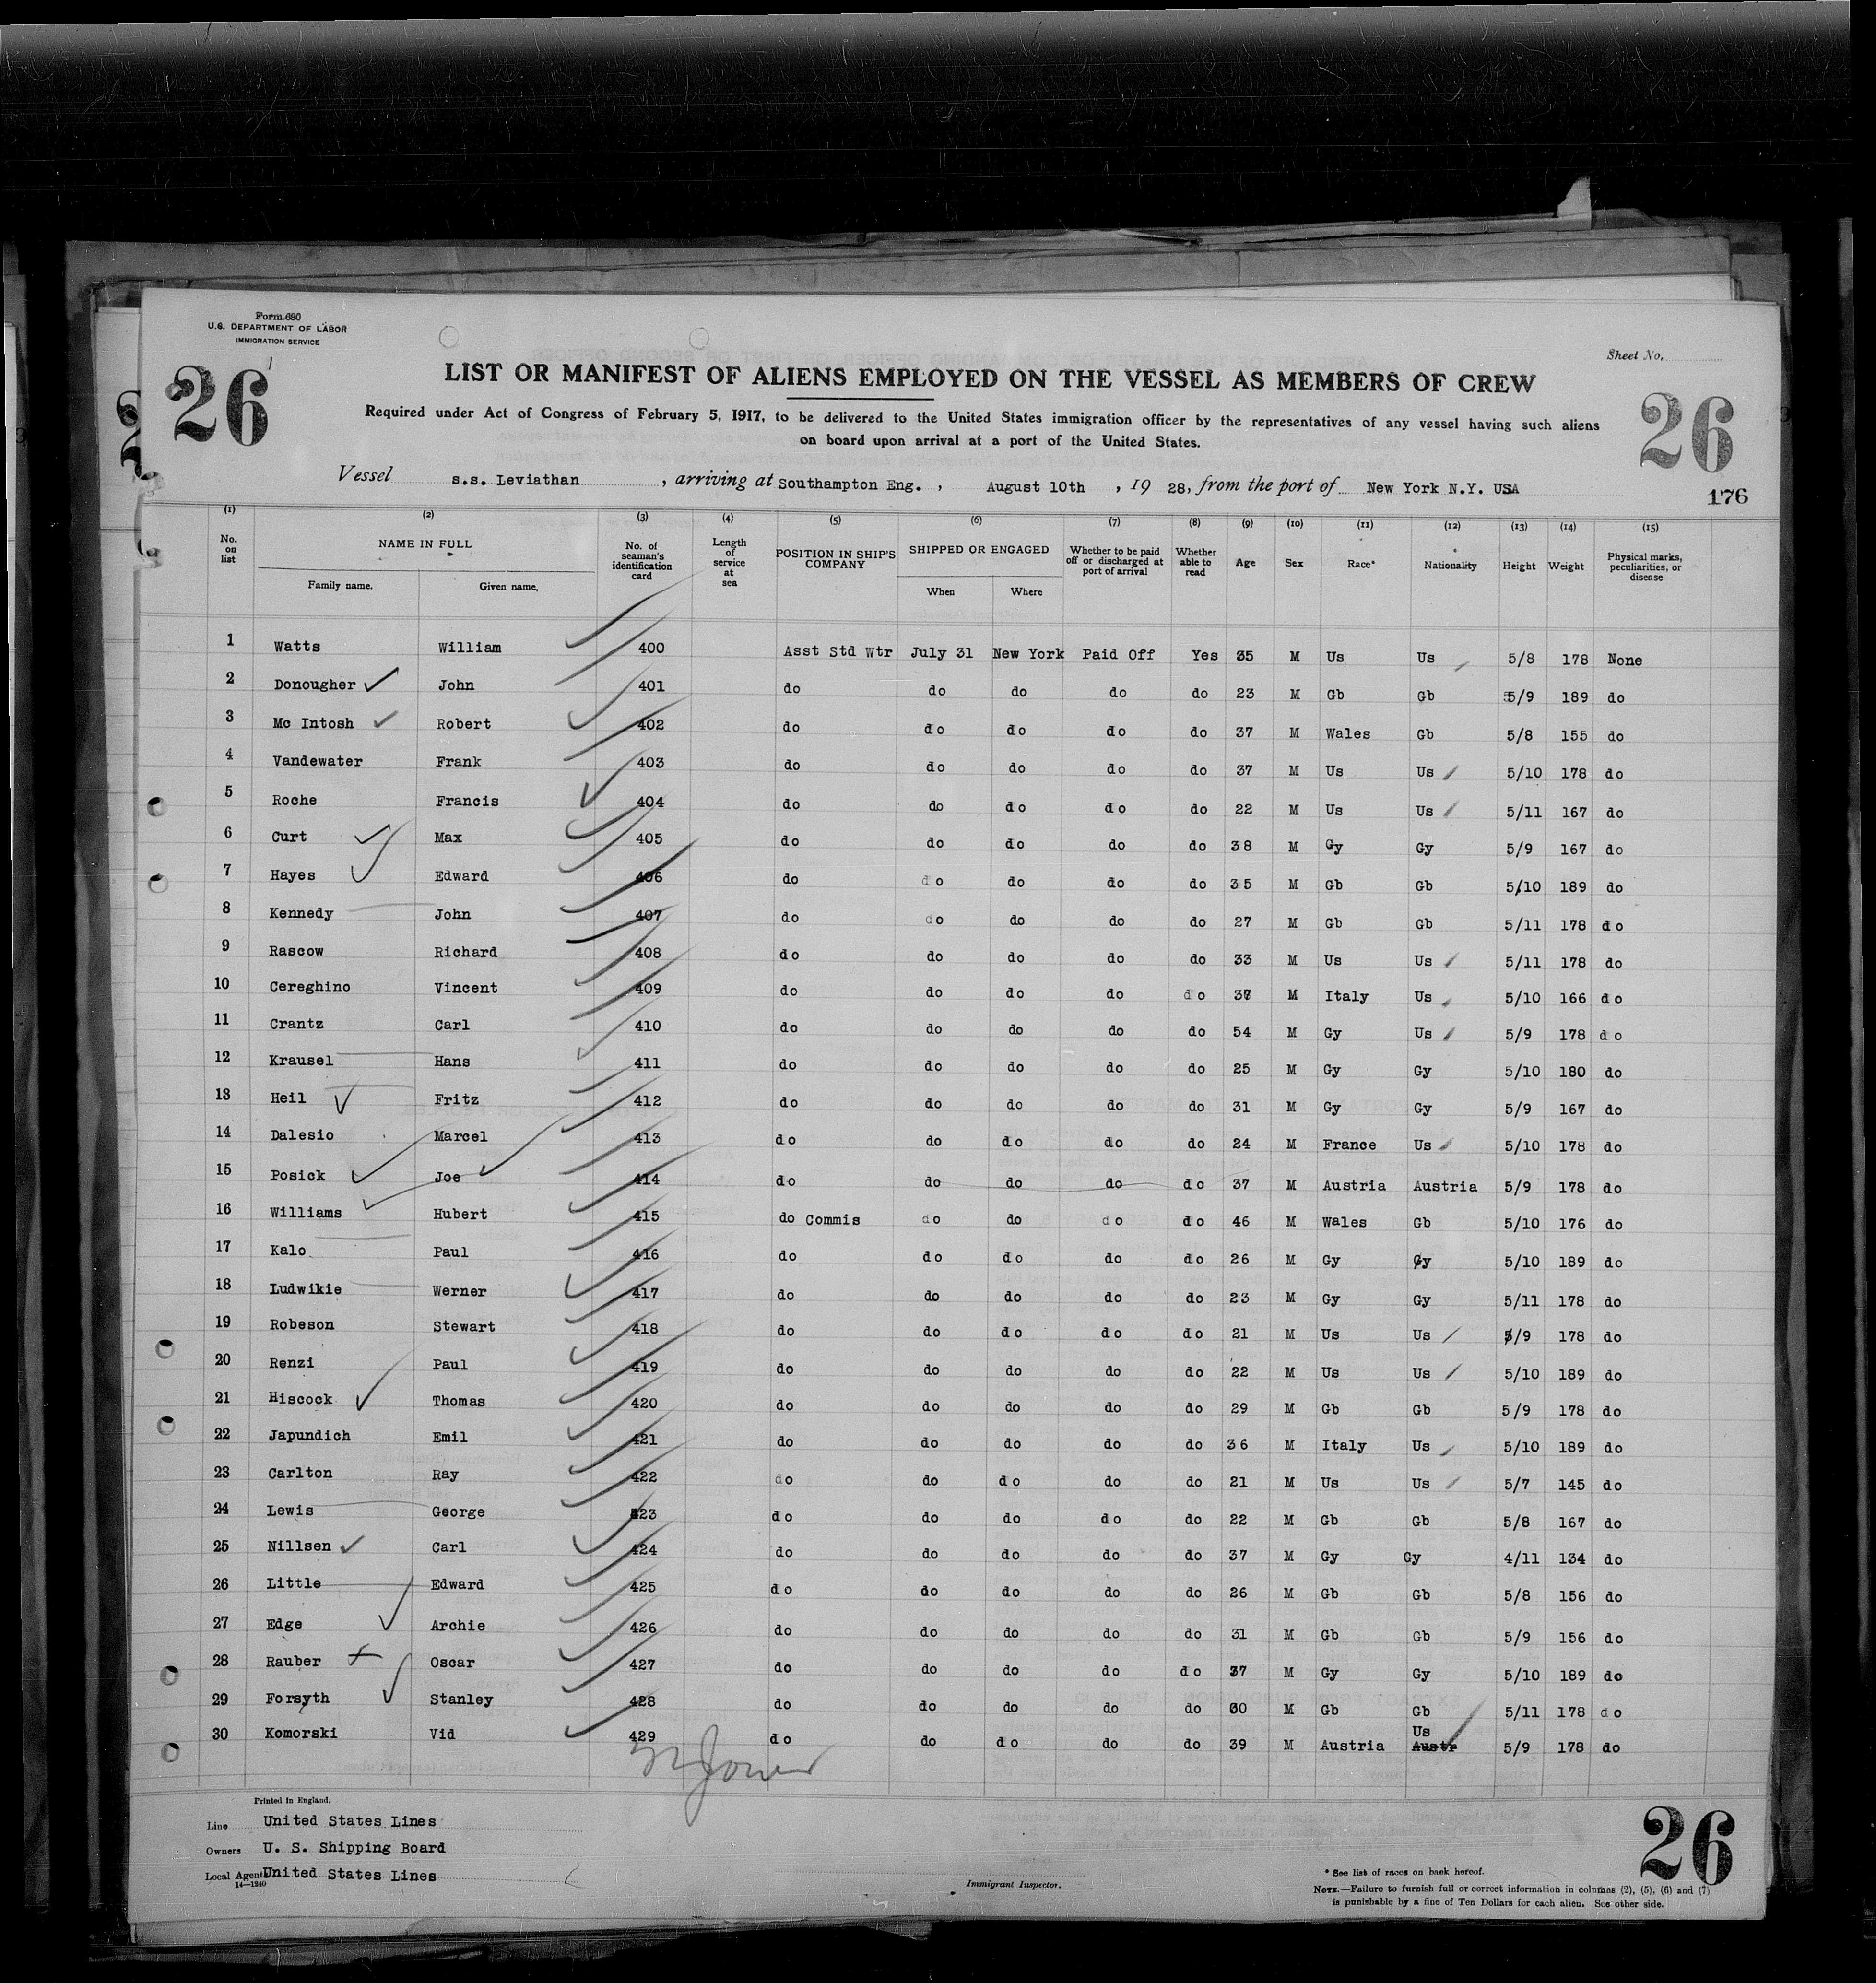 Form 680
U.S. DEPARTMENT OF LABOR
IMMIGRATION SERVICE
Sheet No.
26
LIST OR MANIFEST OF ALIENS EMPLOYED ON THE VESSEL AS MEMBERS OF CREW
26
Required under Act of Congress of February 5, 1917, to be delivered to the United States immigration officer by the representatives of any vessel having such aliens
on board upon arrival at a port of the United States.
Vessel s.s. Leviathan , arriving at Southampton Eng. , August 10th , 19 28, from the port of New York N.Y. USA
176
(1) (2) (3) (4) (5) (6) (7) (8) (9) (10) (11) (12) (13) (14) (15)
No. on list NAME IN FULL Family name. Given name. No. of seaman's identification card Length of service at sea POSITION IN SHIP'S COMPANY SHIPPED OR ENGAGED When Where Whether to be paid off or discharged at port of arrival Whether able to read Age Sex Race* Nationality Height Weight Physical marks, peculiarities, or disease
1 Watts William 400 Asst Std Wtr July 31 New York Paid Off Yes 35 M Us Us 5/8 178 None
2 Donougher John 401 do do do do do 23 M Gb Gb 5/9 189 do
3 Mc Intosh Robert 402 do do do do do 37 M Wales Gb 5/8 155 do
4 Vandewater Frank 403 do do do do do 37 M Us Us 5/10 178 do
5 Roche Francis 404 do do do do do 22 M Us Us 5/11 167 do
6 Curt Max 405 do do do do do 38 M Gy Gy 5/9 167 do
7 Hayes Edward 406 do do do do do 35 M Gb Gb 5/10 189 do
8 Kennedy John 407 do do do do do 27 M Gb Gb 5/11 178 do
9 Rascow Richard 408 do do do do do 33 M Us Us 5/11 178 do
10 Cereghino Vincent 409 do do do do do M Italy Us 5/10 166 do
11 Crantz Carl 410 do do do do do 54 M Gy Us 5/9 178 do
12 Krausel Hans 411 do do do do do 25 M Gy Gy 5/10 180 do
13 Heil Fritz 412 do do do do do 31 M Gy Gy 5/9 167 do
14 Dalesio Marcel 413 do do do do do 24 M France Us 5/10 178 do
15 Posick Joe 414 do do do do do 37 M Austria Austria 5/9 178 do
16 Williams Hubert 415 do Commis do do do do 46 M Wales Gb 5/10 176 do
17 Kalo Paul 416 do do do do do 26 M Gy Gy 5/10 189 do
18 Ludwikie Werner 417 do do do do do 23 M Gy Gy 5/11 178 do
19 Robeson Stewart 418 do do do do do 21 M Us Us 5/9 178 do
20 Renzi Paul 419 do do do do do 22 M Us Us 5/10 189 do
21 Hiscock Thomas 420 do do do do do 29 M Gb Gb 5/9 178 do
22 Japundich Emil 421 do do do do do 36 M Italy Us 5/10 189 do
23 Carlton Ray 422 do do do do do 21 M Us Us 5/7 145 do
24 Lewis George 423 do do do do do 22 M Gb Gb 5/8 167 do
25 Nillsen Carl 424 do do do do do 37 M Gy Gy 4/11 134 do
26 Little Edward 425 do do do do do 26 M Gb Gb 5/8 156 do
27 Edge Archie 426 do do do do do 31 M Gb Gb 5/9 156 do
28 Rauber Oscar 427 do do do do do 37 M Gy Gy 5/10 189 do
29 Forsyth Stanley 428 do do do do do M Gb Gb 5/11 178 do
30 Komorski Vid 429 do do do do do 39 M Austria Us Austr 5/9 178 do
Printed in England.
Line United States Lines
Owners U. S. Shipping Board
Local Agent United States Lines
14—1240
Immigrant Inspector.
26
* See list of races on back hereof.
NOTE.—Failure to furnish full or correct information in columns (2), (5), (6) and (7)
is punishable by a fine of Ten Dollars for each alien. See other side.